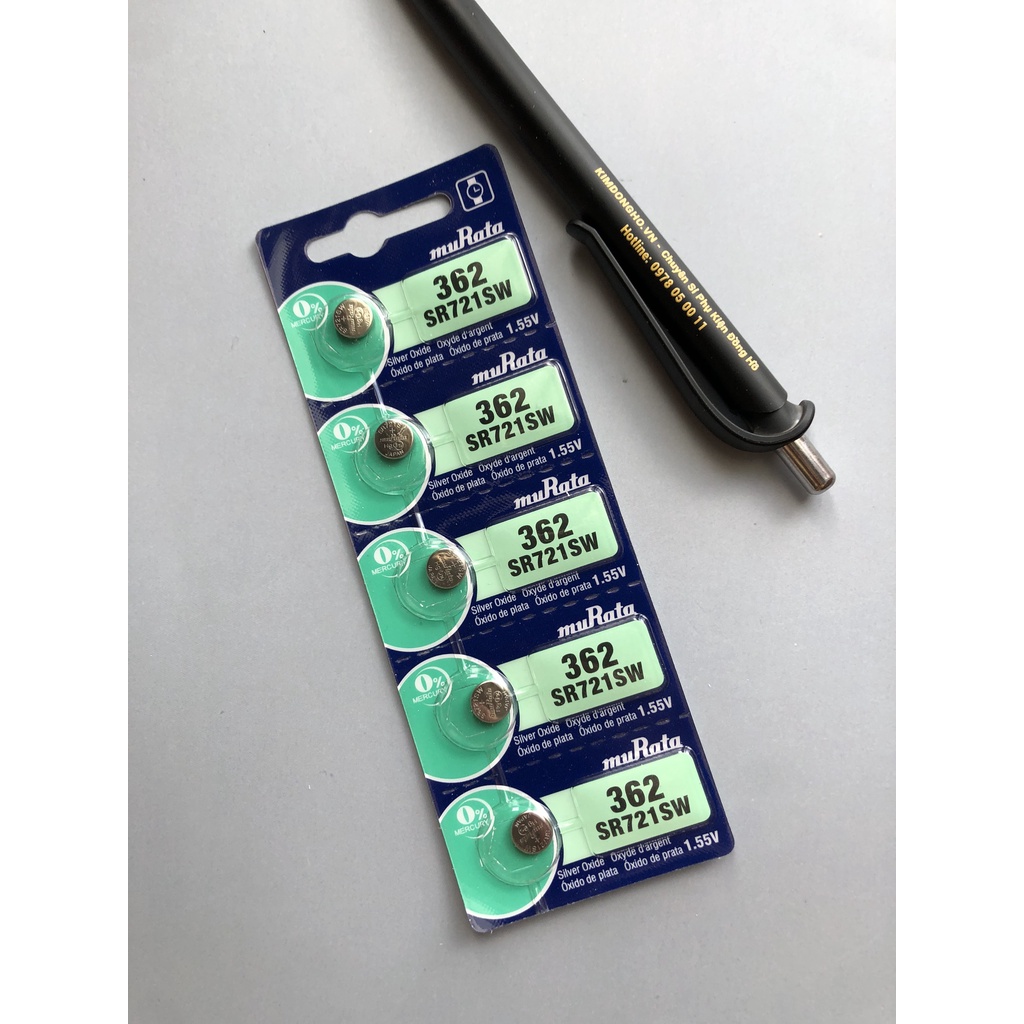 muRata
362
SR721SW
0%
MERCURY
Silver Oxide Oxyde d'argent
Óxido de plata Óxido de prata 1.55V
muRata
362
SR721SW
0%
MERCURY
Silver Oxide Oxyde d'argent
Óxido de plata Óxido de prata 1.55V
muRata
362
SR721SW
0%
MERCURY
Silver Oxide Oxyde d'argent
Óxido de plata Óxido de prata 1.55V
muRata
362
SR721SW
0%
MERCURY
Silver Oxide Oxyde d'argent
Óxido de plata Óxido de prata 1.55V
muRata
362
SR721SW
0%
MERCURY
Silver Oxide Oxyde d'argent
Óxido de plata Óxido de prata 1.55V
KIMDONGHO.VN - Chuyên Sỉ Phụ Kiện Đồng Hồ
Hotline: 0978 05 00 11